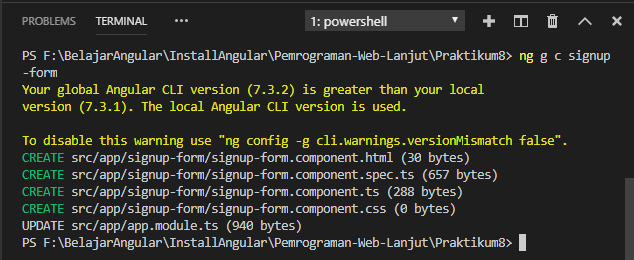 PROBLEMS TERMINAL ••• 1: powershell
PS F:\BelajarAngular\InstallAngular\Pemrograman-Web-Lanjut\Praktikum8> ng g c signup
-form
Your global Angular CLI version (7.3.2) is greater than your local
version (7.3.1). The local Angular CLI version is used.
To disable this warning use "ng config -g cli.warnings.versionMismatch false".
CREATE src/app/signup-form/signup-form.component.html (30 bytes)
CREATE src/app/signup-form/signup-form.component.spec.ts (657 bytes)
CREATE src/app/signup-form/signup-form.component.ts (288 bytes)
CREATE src/app/signup-form/signup-form.component.css (0 bytes)
UPDATE src/app/app.module.ts (940 bytes)
PS F:\BelajarAngular\InstallAngular\Pemrograman-Web-Lanjut\Praktikum8>